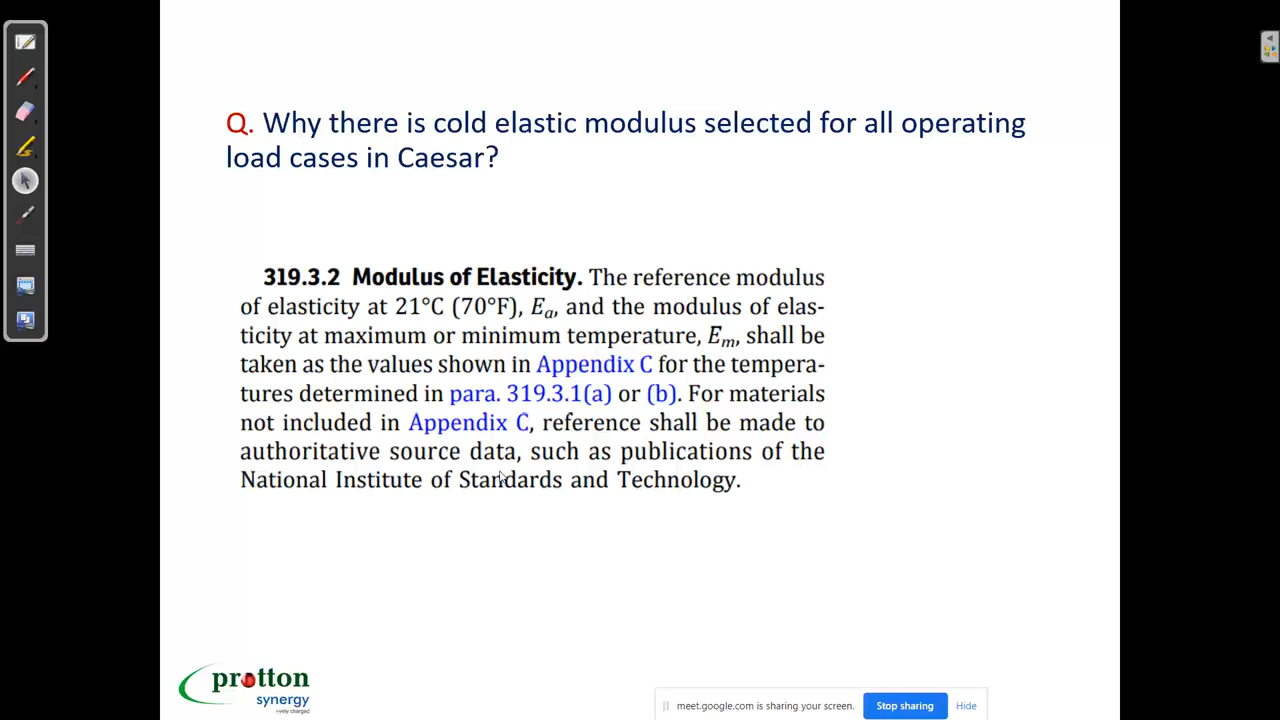 Q. Why there is cold elastic modulus selected for all operating
load cases in Caesar?
319.3.2 Modulus of Elasticity. The reference modulus
of elasticity at 21°C (70°F), Ea, and the modulus of elas-
ticity at maximum or minimum temperature, Em, shall be
taken as the values shown in Appendix C for the tempera-
tures determined in para. 319.3.1(a) or (b). For materials
not included in Appendix C, reference shall be made to
authoritative source data, such as publications of the
National Institute of Standards and Technology.
protton
synergy
meet.google.com is sharing your screen.
Stop sharing
Hide